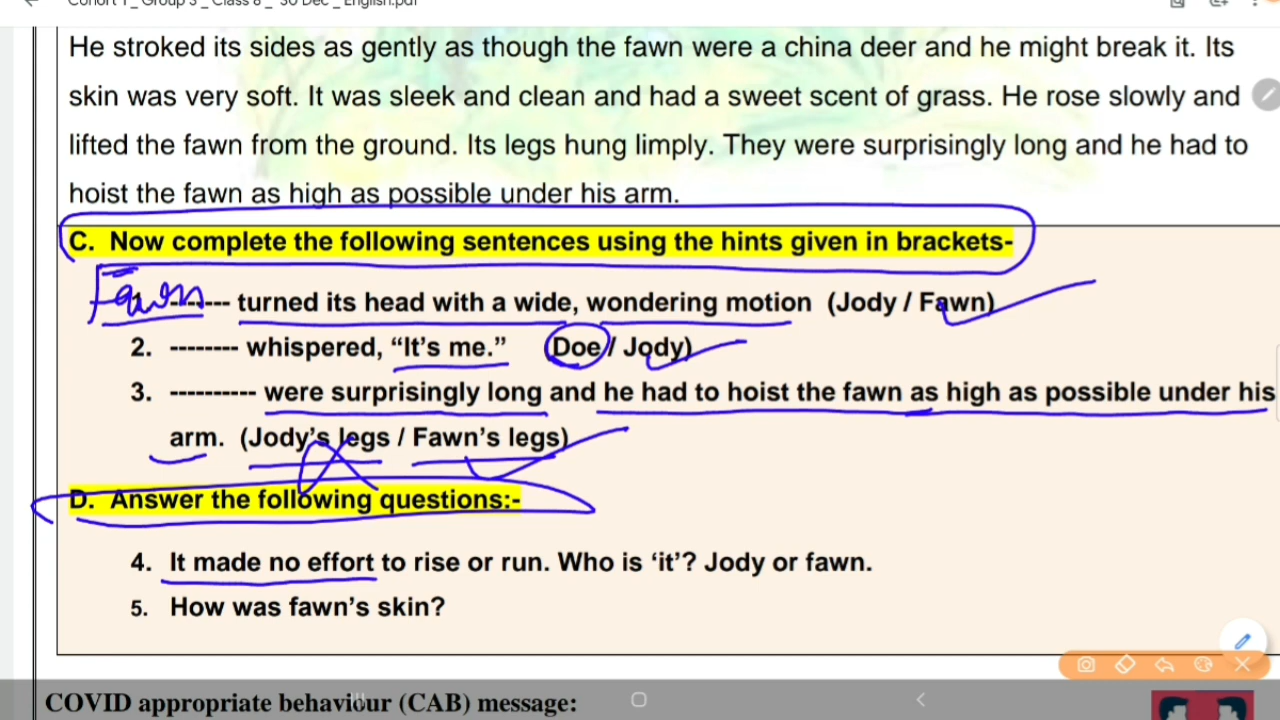 He stroked its sides as gently as though the fawn were a china deer and he might break it. Its
skin was very soft. It was sleek and clean and had a sweet scent of grass. He rose slowly and
lifted the fawn from the ground. Its legs hung limply. They were surprisingly long and he had to
hoist the fawn as high as possible under his arm.
C. Now complete the following sentences using the hints given in brackets-
Fawn ---- turned its head with a wide, wondering motion (Jody / Fawn)
2. -------- whispered, “It’s me.” (Doe / Jody)
3. ---------- were surprisingly long and he had to hoist the fawn as high as possible under his
arm. (Jody’s legs / Fawn’s legs)
D. Answer the following questions:-
4. It made no effort to rise or run. Who is ‘it’? Jody or fawn.
5. How was fawn’s skin?
COVID appropriate behaviour (CAB) message: